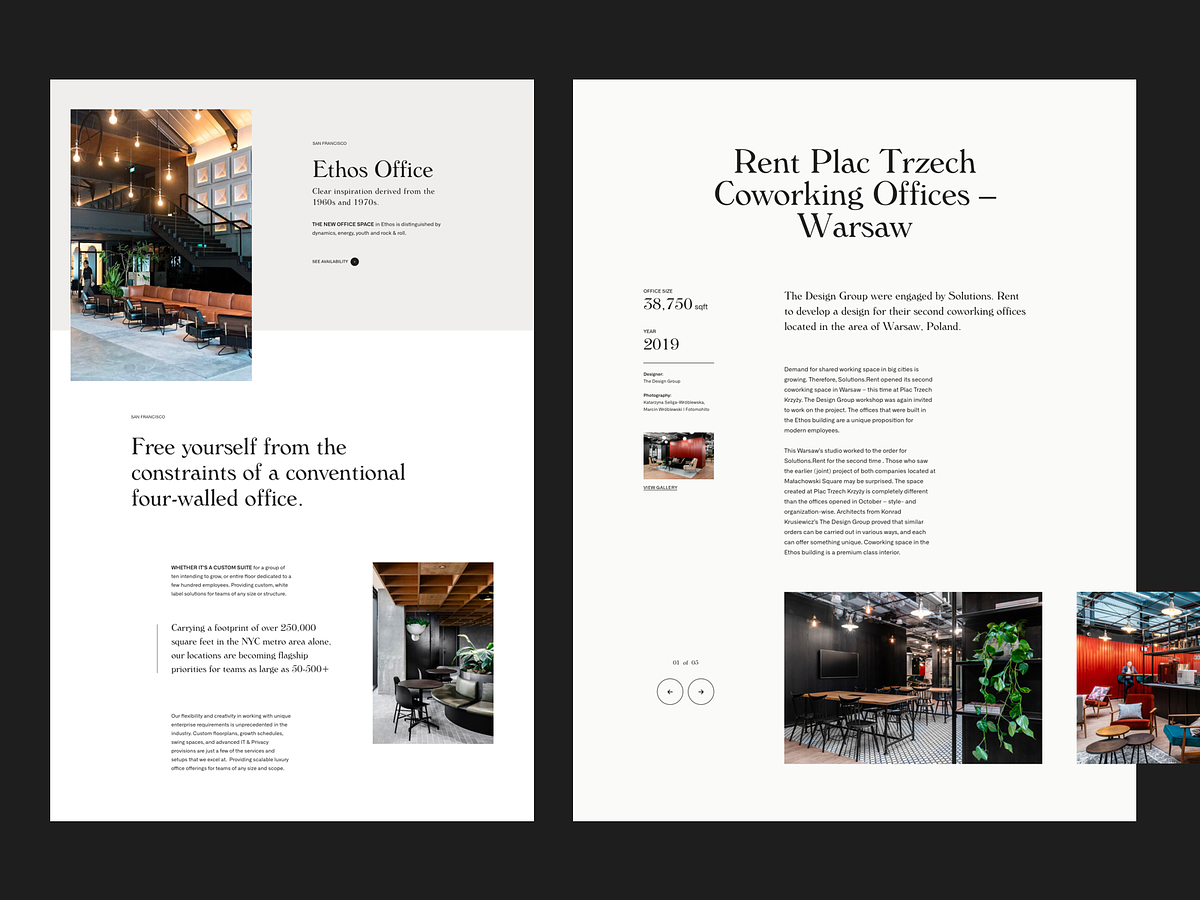 SAN FRANCISCO
Ethos Office
Clear inspiration derived from the
1960s and 1970s.
THE NEW OFFICE SPACE in Ethos is distinguished by
dynamics, energy, youth and rock & roll.
SEE AVAILABILITY
SAN FRANCISCO
Free yourself from the
constraints of a conventional
four-walled office.
WHETHER IT'S A CUSTOM SUITE for a group of
ten intending to grow, or entire floor dedicated to a
few hundred employees. Providing custom, white
label solutions for teams of any size or structure.
Carrying a footprint of over 250,000
square feet in the NYC metro area alone,
our locations are becoming flagship
priorities for teams as large as 50-500+
Our flexibility and creativity in working with unique
enterprise requirements is unprecedented in the
industry. Custom floorplans, growth schedules,
swing spaces, and advanced IT & Privacy
provisions are just a few of the services and
setups that we excel at. Providing scalable luxury
office offerings for teams of any size and scope.
Rent Plac Trzech
Coworking Offices –
Warsaw
OFFICE SIZE
38,750 sqft
YEAR
2019
Designer:
The Design Group
Photography:
Katarzyna Seliga-Wróblewska,
Marcin Wróblewski | Fotomohito
VIEW GALLERY
The Design Group were engaged by Solutions. Rent
to develop a design for their second coworking offices
located in the area of Warsaw, Poland.
Demand for shared working space in big cities is
growing. Therefore, Solutions.Rent opened its second
coworking space in Warsaw – this time at Plac Trzech
Krzyży. The Design Group workshop was again invited
to work on the project. The offices that were built in
the Ethos building are a unique proposition for
modern employees.
This Warsaw's studio worked to the order for
Solutions.Rent for the second time . Those who saw
the earlier (joint) project of both companies located at
Małachowski Square may be surprised. The space
created at Plac Trzech Krzyży is completely different
than the offices opened in October – style- and
organization-wise. Architects from Konrad
Krusiewicz's The Design Group proved that similar
orders can be carried out in various ways, and each
can offer something unique. Coworking space in the
Ethos building is a premium class interior.
01 of 05